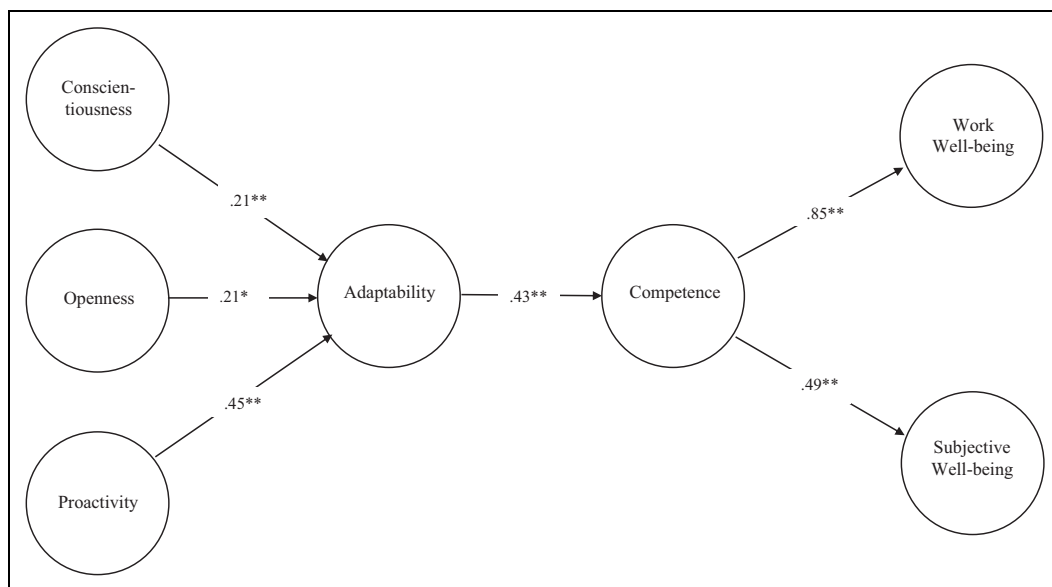 Conscien-
tiousness
Work
Well-being
.21**
.85**
Openness
.21*
Adaptability
.43**
Competence
.45**
.49**
Proactivity
Subjective
Well-being